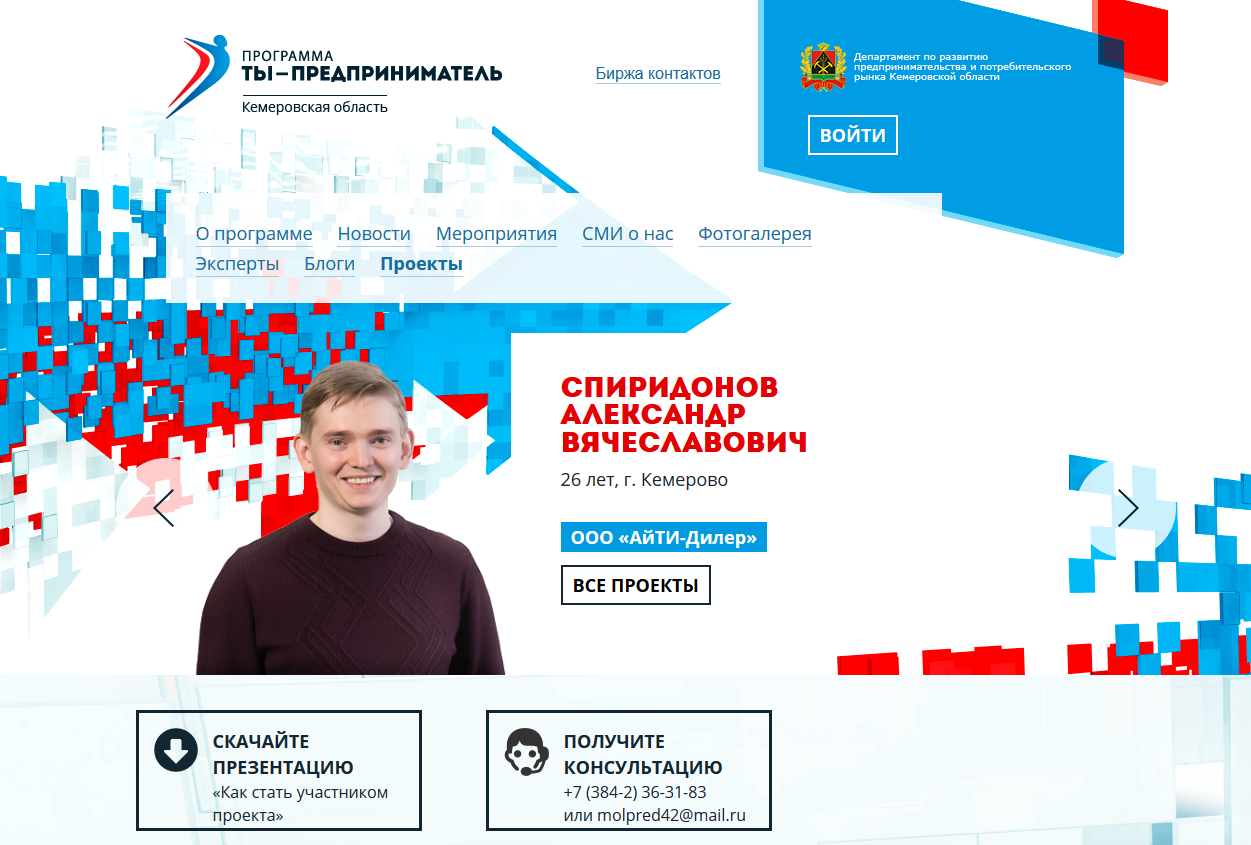 ПРОГРАММА
ТЫ—ПРЕДПРИНИМАТЕЛЬ
Кемеровская область
Биржа контактов
Департамент по развитию
предпринимательства и потребительского
рынка Кемеровской области
ВОЙТИ
О программе Новости Мероприятия СМИ о нас Фотогалерея
Эксперты Блоги Проекты
СПИРИДОНОВ
АЛЕКСАНДР
ВЯЧЕСЛАВОВИЧ
26 лет, г. Кемерово
ООО «АйТИ-Дилер»
ВСЕ ПРОЕКТЫ
СКАЧАЙТЕ
ПРЕЗЕНТАЦИЮ
«Как стать участником
проекта»
ПОЛУЧИТЕ
КОНСУЛЬТАЦИЮ
+7 (384-2) 36-31-83
или molpred42@mail.ru